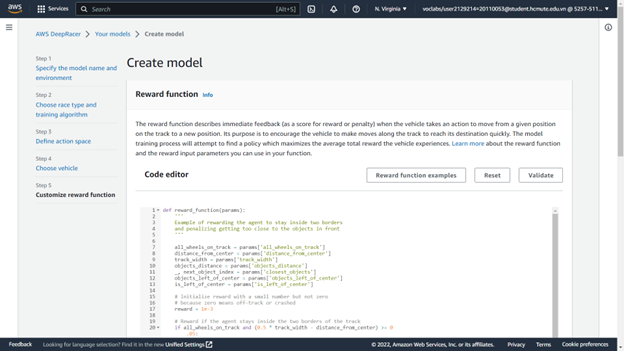 aws
Services
Search
[Alt+S]
N. Virginia
voclabs/user2129214=20110053@student.hcmute.edu.vn @ 5257-511...
AWS DeepRacer
Your models
Create model
Step 1
Specify the model name and
environment
Step 2
Choose race type and
training algorithm
Step 3
Define action space
Step 4
Choose vehicle
Step 5
Customize reward function
Create model
Reward function Info
The reward function describes immediate feedback (as a score for reward or penalty) when the vehicle takes an action to move from a given position
on the track to a new position. Its purpose is to encourage the vehicle to make moves along the track to reach its destination quickly. The model
training process will attempt to find a policy which maximizes the average total reward the vehicle experiences. Learn more about the reward function
and the reward input parameters you can use in your function.
Code editor
Reward function examples
Reset
Validate
1 def reward_function(params):
2 """
3 Example of rewarding the agent to stay inside two borders
4 and penalizing getting too close to the objects in front
5 """
6
7 all_wheels_on_track = params['all_wheels_on_track']
8 distance_from_center = params['distance_from_center']
9 track_width = params['track_width']
10 objects_distance = params['objects_distance']
11 _, next_object_index = params['closest_objects']
12 objects_left_of_center = params['objects_left_of_center']
13 is_left_of_center = params['is_left_of_center']
14
15 # Initialize reward with a small number but not zero
16 # because zero means off-track or crashed
17 reward = 1e-3
18
19 # Reward if the agent stays inside the two borders of the track
20 if all_wheels_on_track and (0.5 * track_width - distance_from_center) >= 0
.05:
Feedback
Looking for language selection? Find it in the new Unified Settings
© 2022, Amazon Web Services, Inc. or its affiliates.
Privacy
Terms
Cookie preferences